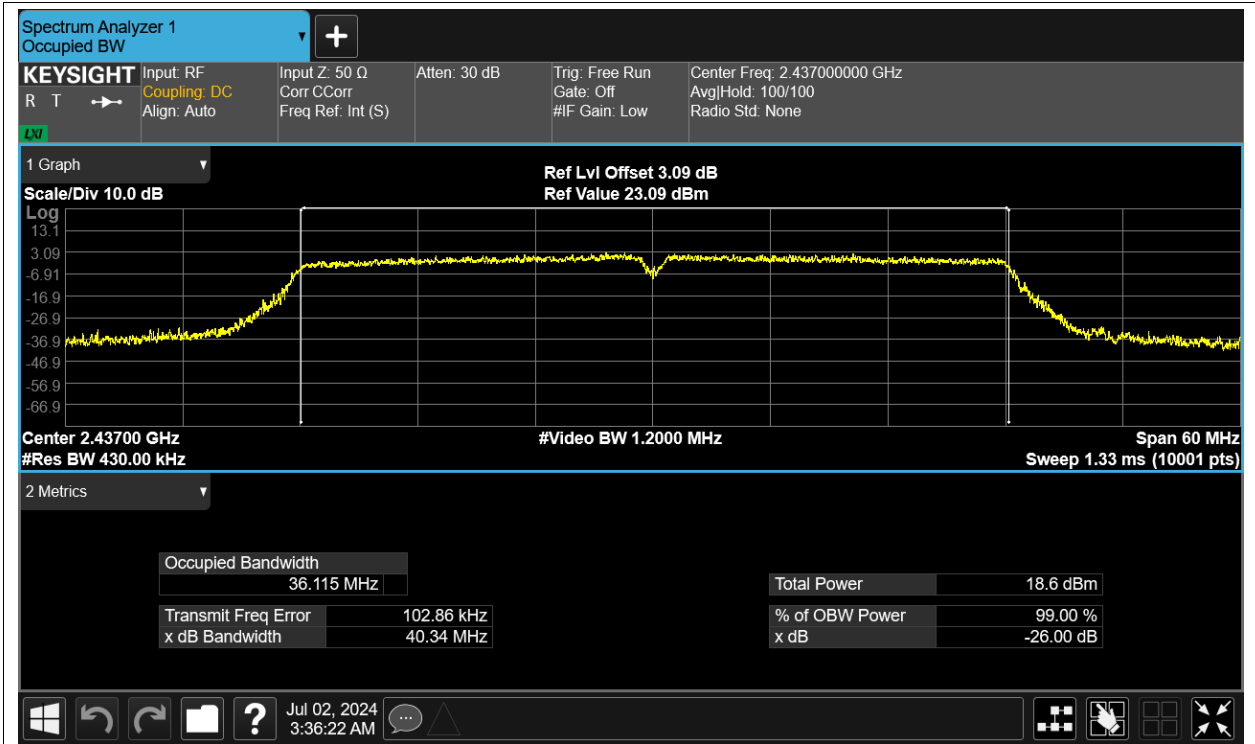 Spectrum Analyzer 1
Occupied BW
KEYSIGHT
R T
LXI
Input: RF
Coupling: DC
Align: Auto
Input Z: 50 Ω
Corr CCorr
Freq Ref: Int (S)
Atten: 30 dB
Trig: Free Run
Gate: Off
#IF Gain: Low
Center Freq: 2.437000000 GHz
Avg|Hold: 100/100
Radio Std: None
1 Graph
Scale/Div 10.0 dB
Ref Lvl Offset 3.09 dB
Ref Value 23.09 dBm
Log
13.1
3.09
-6.91
-16.9
-26.9
-36.9
-46.9
-56.9
-66.9
Center 2.43700 GHz
#Res BW 430.00 kHz
#Video BW 1.2000 MHz
Span 60 MHz
Sweep 1.33 ms (10001 pts)
2 Metrics
Occupied Bandwidth
36.115 MHz
Transmit Freq Error 102.86 kHz
x dB Bandwidth 40.34 MHz
Total Power 18.6 dBm
% of OBW Power 99.00 %
x dB -26.00 dB
?
Jul 02, 2024
3:36:22 AM